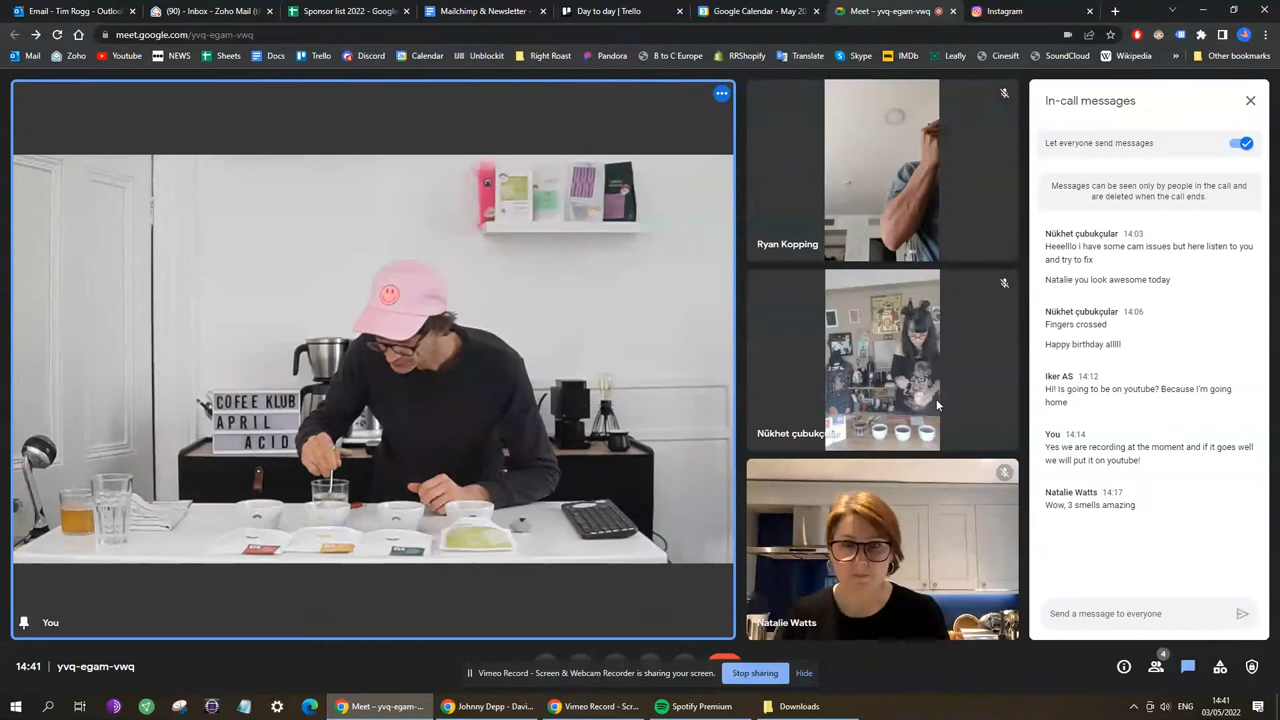 Email - Tim Rogg - Outloo
(90) - Inbox - Zoho Mail (t
Sponsor list 2022 - Google
Mailchimp & Newsletter -
Day to day | Trello
Google Calendar - May 20
Meet – yvq-egam-vwq
Instagram
meet.google.com/yvq-egam-vwq
Mail
Youtube
NEWS
Sheets
Docs
Trello
Discord
Calendar
Unblockit
Right Roast
Pandora
B to C Europe
RRShopify
Translate
Skype
IMDb
Leafly
Cinesift
SoundCloud
Wikipedia
»
Other bookmarks
COFEE KLUB
APRIL
ACID
You
Ryan Kopping
Nükhet çubukçular
Natalie Watts
In-call messages
Let everyone send messages
Messages can be seen only by people in the call and
are deleted when the call ends.
Nükhet çubukçular 14:03
Heeelllo i have some cam issues but here listen to you
and try to fix
Natalie you look awesome today
Nükhet çubukçular 14:06
Fingers crossed
Happy birthday alllll
Iker AS 14:12
Hi! Is going to be on youtube? Because I'm going
home
You 14:14
Yes we are recording at the moment and if it goes well
we will put it on youtube!
Natalie Watts 14:17
Wow, 3 smells amazing
Send a message to everyone
14:41 | yvq-egam-vwq
Vimeo Record - Screen & Webcam Recorder is sharing your screen.
Stop sharing
Hide
4
Meet – yvq-egam-...
Johnny Depp - Davi...
Vimeo Record - Scr...
Spotify Premium
Downloads
ENG
14:41
03/05/2022